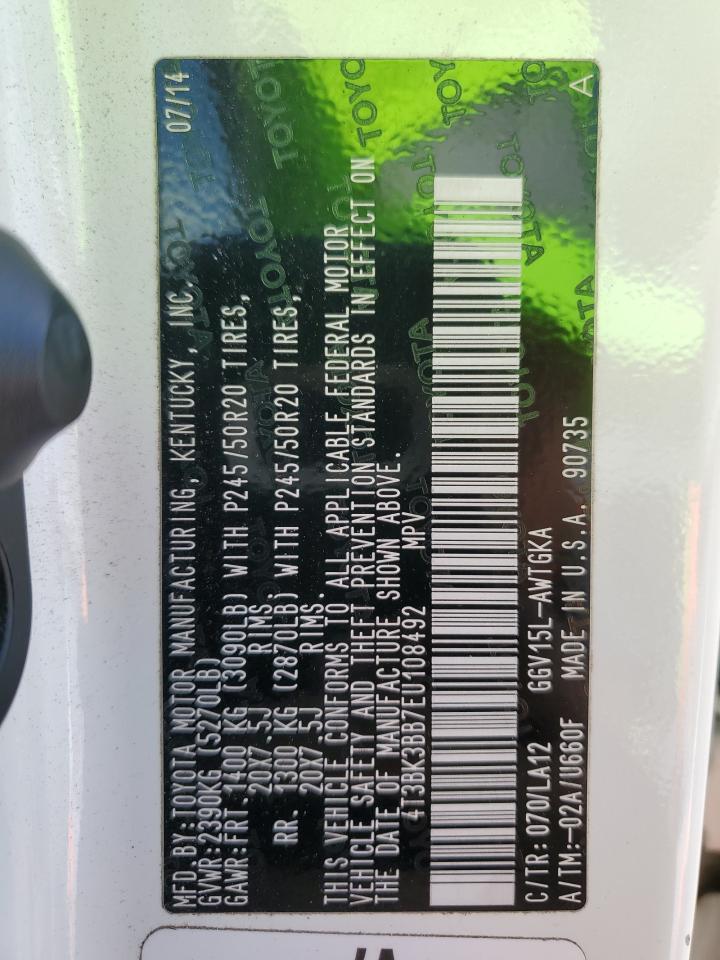 MFD. BY: TOYOTA MOTOR MANUFACTURING, KENTUCKY, INC. 07/14
GVWR: 2390KG (5270LB)
GAWR: FRT. 1400 KG (3090LB) WITH P245/50R20 TIRES,
20X7.5J RIMS.
RR. 1300 KG (2870LB) WITH P245/50R20 TIRES,
20X7.5J RIMS.
THIS VEHICLE CONFORMS TO ALL APPLICABLE FEDERAL MOTOR
VEHICLE SAFETY AND THEFT PREVENTION STANDARDS IN EFFECT ON
THE DATE OF MANUFACTURE SHOWN ABOVE.
4T3BK3BB7EU108492 MPV
C/TR: 070/LA12 GGV15L-AWTGKA
A/TM: -02A/U660F MADE IN U.S.A. 90735 A